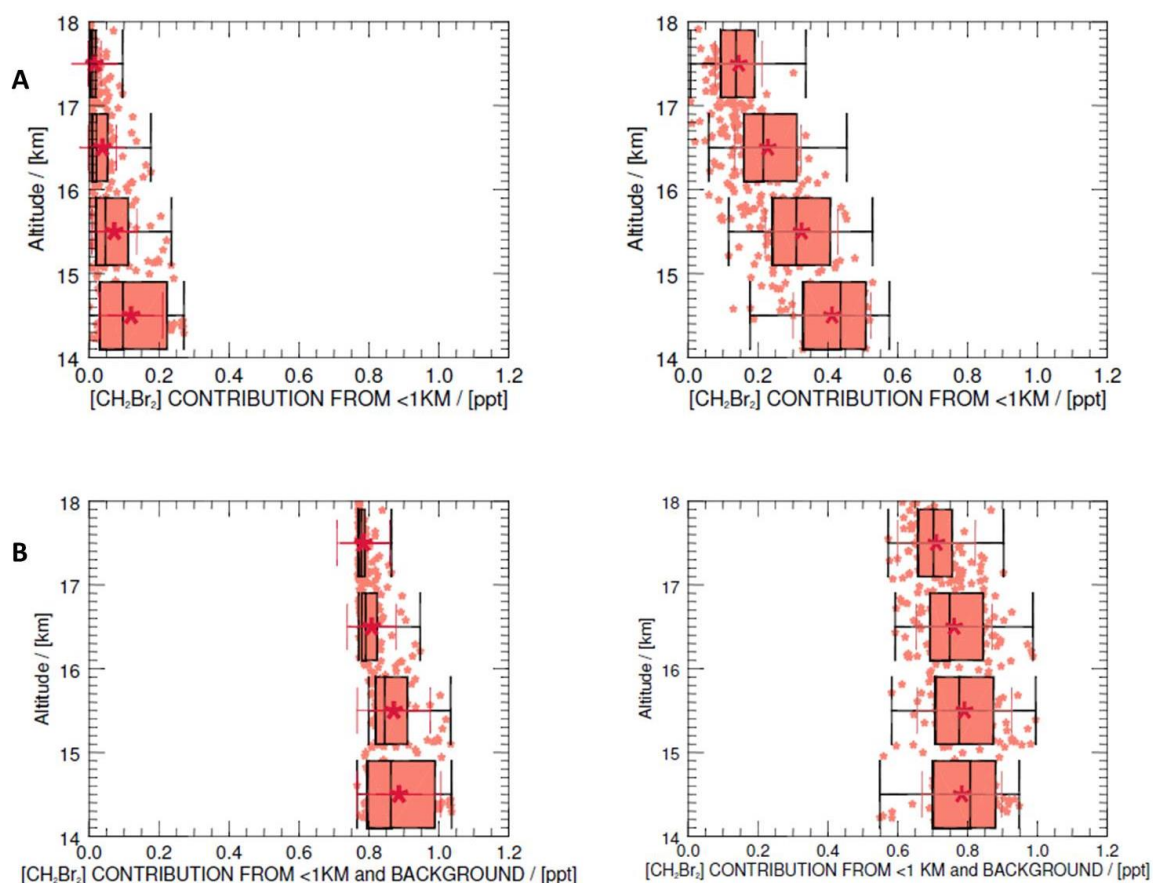 A
18
17
16
15
14
Altitude / [km]
0.0 0.2 0.4 0.6 0.8 1.0 1.2
[CH₂Br₂] CONTRIBUTION FROM <1KM / [ppt]
18
17
16
15
14
Altitude / [km]
0.0 0.2 0.4 0.6 0.8 1.0 1.2
[CH₂Br₂] CONTRIBUTION FROM <1KM / [ppt]
B
18
17
16
15
14
Altitude / [km]
0.0 0.2 0.4 0.6 0.8 1.0 1.2
[CH₂Br₂] CONTRIBUTION FROM <1KM and BACKGROUND / [ppt]
18
17
16
15
14
Altitude / [km]
0.0 0.2 0.4 0.6 0.8 1.0 1.2
[CH₂Br₂] CONTRIBUTION FROM <1 KM and BACKGROUND / [ppt]